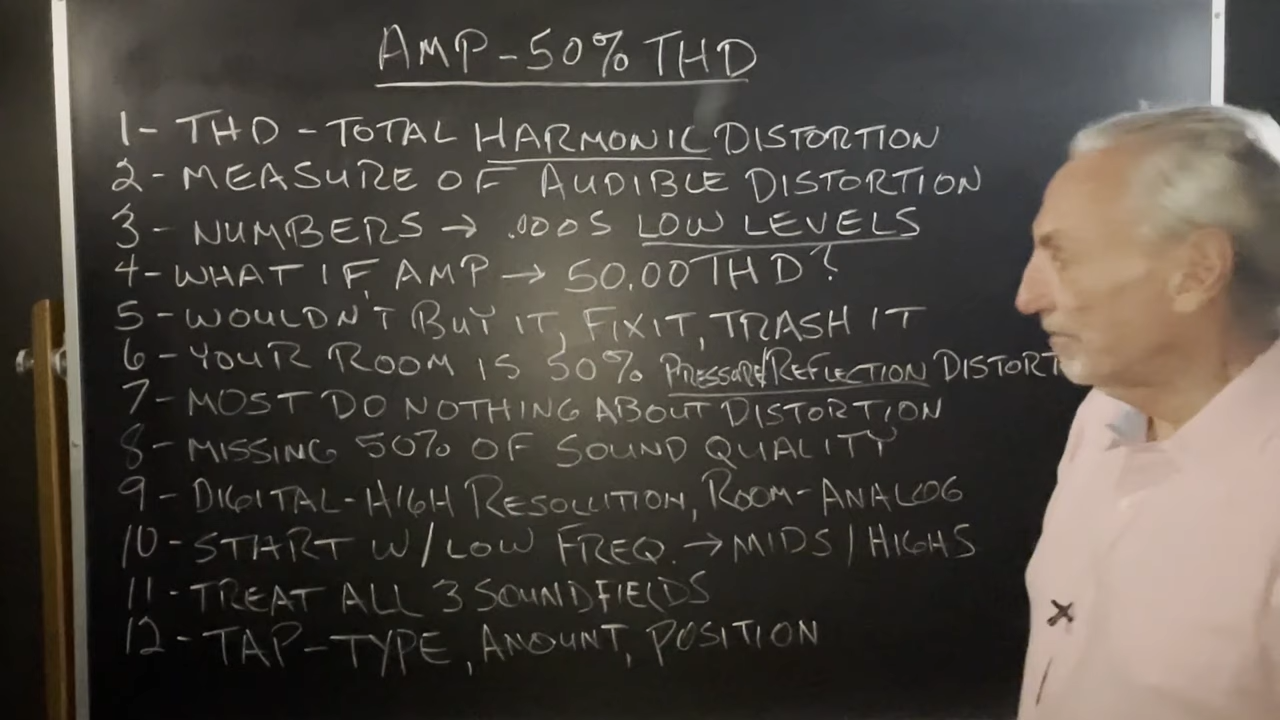 AMP - 50% THD
1- THD - TOTAL HARMONIC DISTORTION
2- MEASURE OF AUDIBLE DISTORTION
3- NUMBERS → .0005 LOW LEVELS
4- WHAT IF AMP → 50.00 THD?
5- WOULDN'T BUY IT, FIX IT, TRASH IT
6- YOUR ROOM IS 50% PRESSURE/REFLECTION DISTORT
7- MOST DO NOTHING ABOUT DISTORTION
8- MISSING 50% OF SOUND QUALITY
9- DIGITAL-HIGH RESOLUTION, ROOM-ANALOG
10- START W/LOW FREQ. → MIDS/HIGHS
11- TREAT ALL 3 SOUNDFIELDS
12- TAP-TYPE, AMOUNT, POSITION